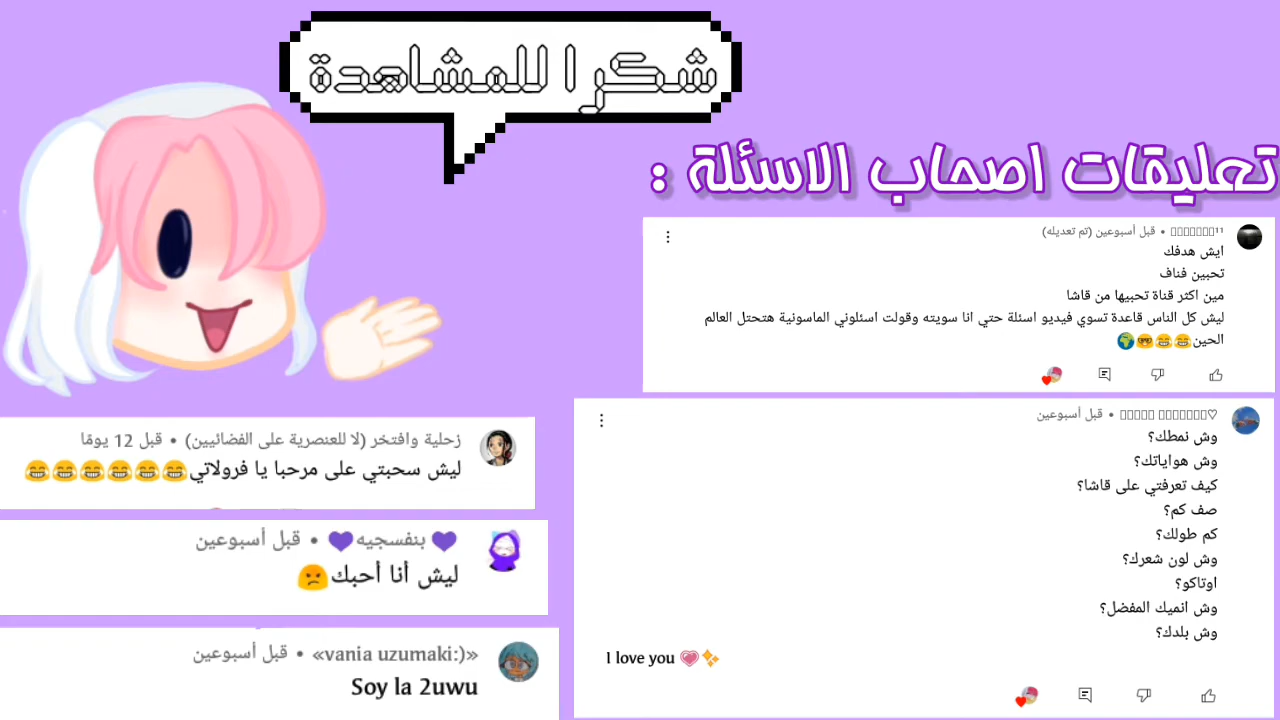 شكرا للمشاهدة
تعليقات اصحاب الاسئلة :
قبل أسبوعين (تم تعديله)
ايش هدفك
تحبين فناف
مين اكثر قناة تحبيها من قاشا
ليش كل الناس قاعدة تسوي فيديو اسئلة حتي انا سويته وقولت اسئلوني الماسونية هتحتل العالم
الحين😂😂🤓🌍
♡ • قبل أسبوعين
وش نمطك؟
وش هواياتك؟
كيف تعرفتي على قاشا؟
صف كم؟
كم طولك؟
وش لون شعرك؟
اوتاكو؟
وش انميك المفضل؟
وش بلدك؟
I love you 💗✨
زحلية وافتخر (لا للعنصرية على الفضائيين) • قبل 12 يومًا
ليش سحبتي على مرحبا يا فرولاتي😂😂😂😂😂😂
💜 بنفسجيه💜 • قبل أسبوعين
ليش أنا أحبك😠
«vania uzumaki:)» • قبل أسبوعين
Soy la 2uwu